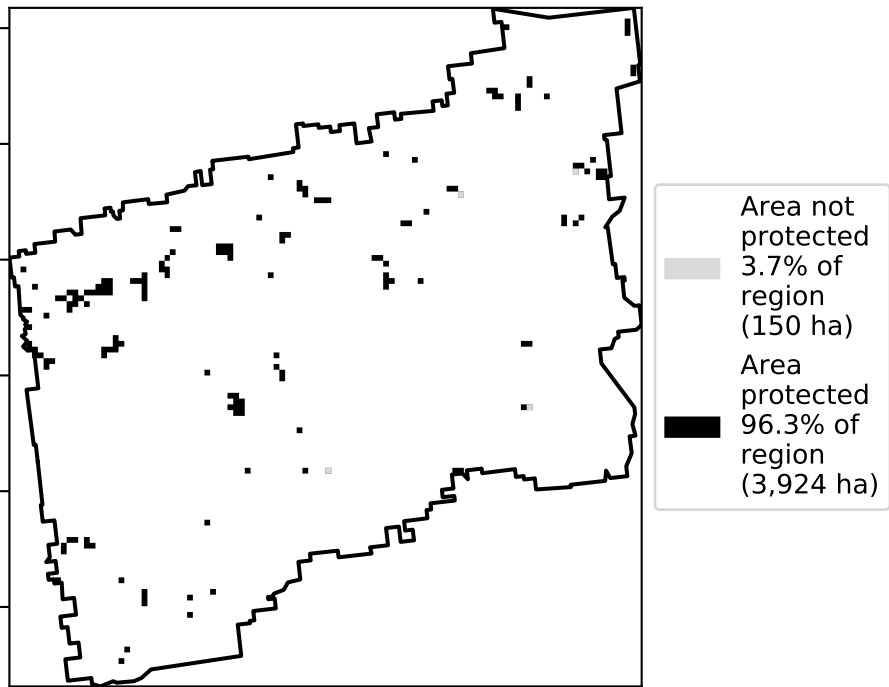 Area not
protected
3.7% of
region
(150 ha)
Area
protected
96.3% of
region
(3,924 ha)